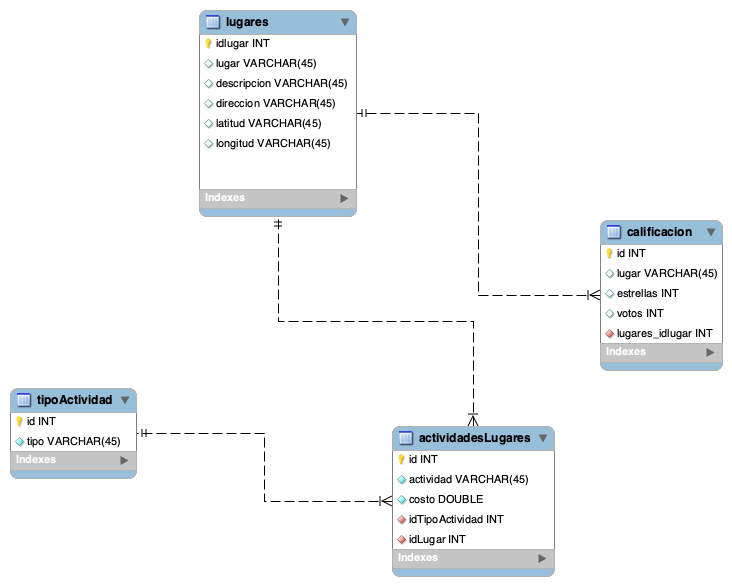 lugares
idlugar INT
lugar VARCHAR(45)
descripcion VARCHAR(45)
direccion VARCHAR(45)
latitud VARCHAR(45)
longitud VARCHAR(45)
Indexes
calificacion
id INT
lugar VARCHAR(45)
estrellas INT
votos INT
lugares_idlugar INT
Indexes
tipoActividad
id INT
tipo VARCHAR(45)
Indexes
actividadesLugares
id INT
actividad VARCHAR(45)
costo DOUBLE
idTipoActividad INT
idLugar INT
Indexes